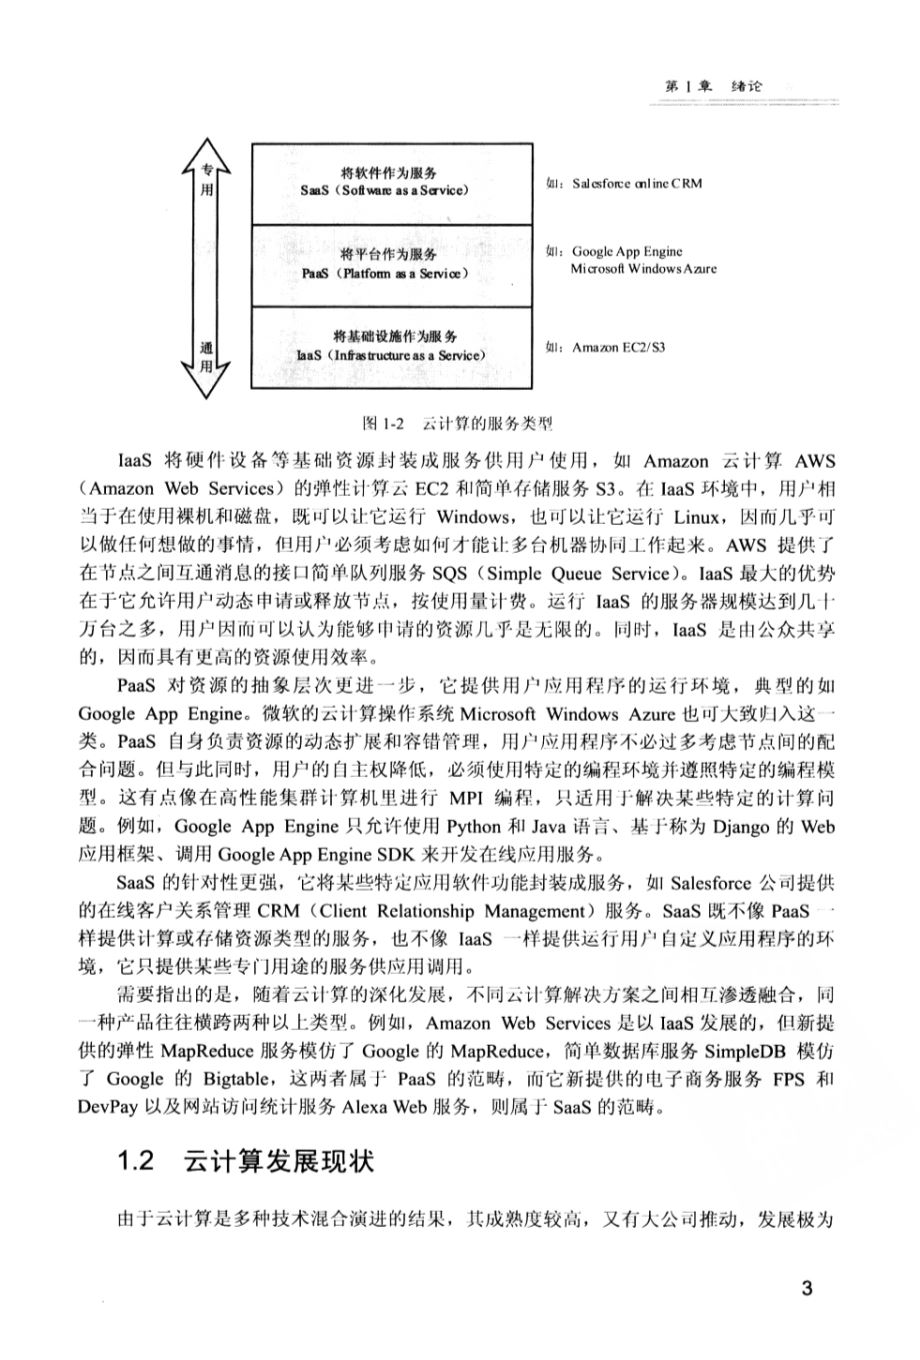 第1章 绪论
专用
将软件作为服务
SaaS（Software as a Service）
如：Salesforce online CRM
将平台作为服务
PaaS（Platform as a Service）
如：Google App Engine
Microsoft Windows Azure
通用
将基础设施作为服务
IaaS（Infrastructure as a Service）
如：Amazon EC2/S3
图 1-2 云计算的服务类型
IaaS 将硬件设备等基础资源封装成服务供用户使用，如 Amazon 云计算 AWS
（Amazon Web Services）的弹性计算云 EC2 和简单存储服务 S3。在 IaaS 环境中，用户相
当于在使用裸机和磁盘，既可以让它运行 Windows，也可以让它运行 Linux，因而几乎可
以做任何想做的事情，但用户必须考虑如何才能让多台机器协同工作起来。AWS 提供了
在节点之间互通消息的接口简单队列服务 SQS（Simple Queue Service）。IaaS 最大的优势
在于它允许用户动态申请或释放节点，按使用量计费。运行 IaaS 的服务器规模达到几十
万台之多，用户因而可以认为能够申请的资源几乎是无限的。同时，IaaS 是由公众共享
的，因而具有更高的资源使用效率。
PaaS 对资源的抽象层次更进一步，它提供用户应用程序的运行环境，典型的如
Google App Engine。微软的云计算操作系统 Microsoft Windows Azure 也可大致归入这一
类。PaaS 自身负责资源的动态扩展和容错管理，用户应用程序不必过多考虑节点间的配
合问题。但与此同时，用户的自主权降低，必须使用特定的编程环境并遵照特定的编程模
型。这有点像在高性能集群计算机里进行 MPI 编程，只适用于解决某些特定的计算问
题。例如，Google App Engine 只允许使用 Python 和 Java 语言、基于称为 Django 的 Web
应用框架、调用 Google App Engine SDK 来开发在线应用服务。
SaaS 的针对性更强，它将某些特定应用软件功能封装成服务，如 Salesforce 公司提供
的在线客户关系管理 CRM（Client Relationship Management）服务。SaaS 既不像 PaaS 一
样提供计算或存储资源类型的服务，也不像 IaaS 一样提供运行用户自定义应用程序的环
境，它只提供某些专门用途的服务供应用调用。
需要指出的是，随着云计算的深化发展，不同云计算解决方案之间相互渗透融合，同
一种产品往往横跨两种以上类型。例如，Amazon Web Services 是以 IaaS 发展的，但新提
供的弹性 MapReduce 服务模仿了 Google 的 MapReduce，简单数据库服务 SimpleDB 模仿
了 Google 的 Bigtable，这两者属于 PaaS 的范畴，而它新提供的电子商务服务 FPS 和
DevPay 以及网站访问统计服务 Alexa Web 服务，则属于 SaaS 的范畴。
1.2 云计算发展现状
由于云计算是多种技术混合演进的结果，其成熟度较高，又有大公司推动，发展极为
3